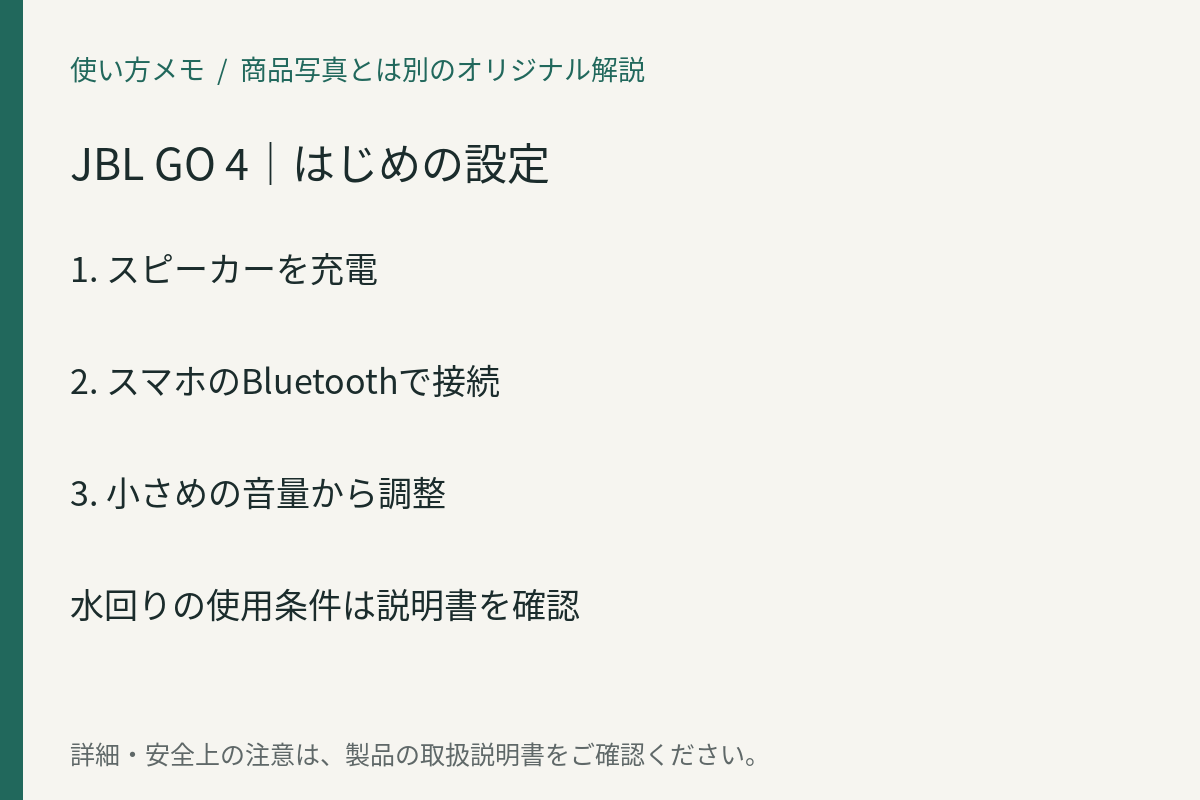 使い方メモ / 商品写真とは別のオリジナル解説
JBL GO 4｜はじめの設定
1. スピーカーを充電
2. スマホのBluetoothで接続
3. 小さめの音量から調整
水回りの使用条件は説明書を確認
詳細・安全上の注意は、製品の取扱説明書をご確認ください。